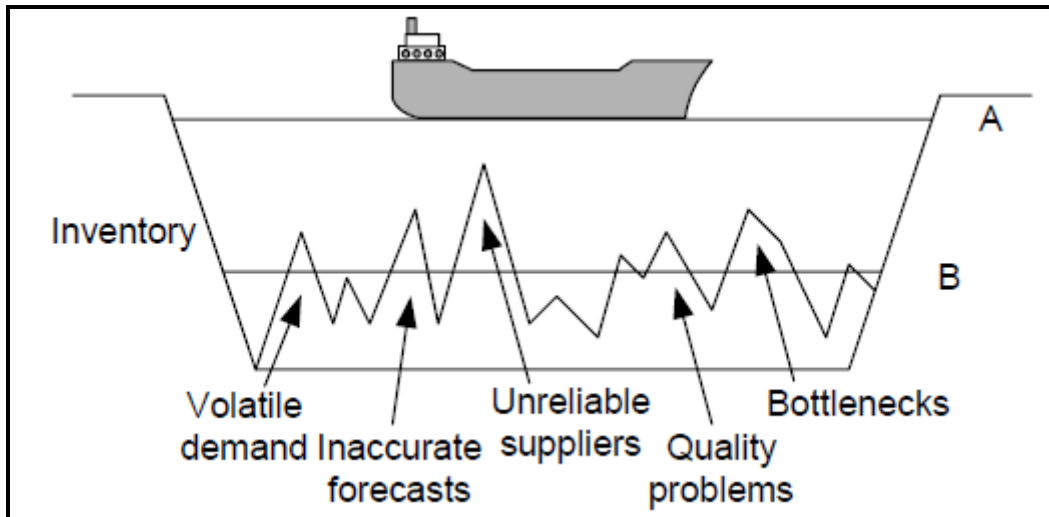 A
Inventory
B
Volatile
demand
Inaccurate
forecasts
Unreliable
suppliers
Quality
problems
Bottlenecks